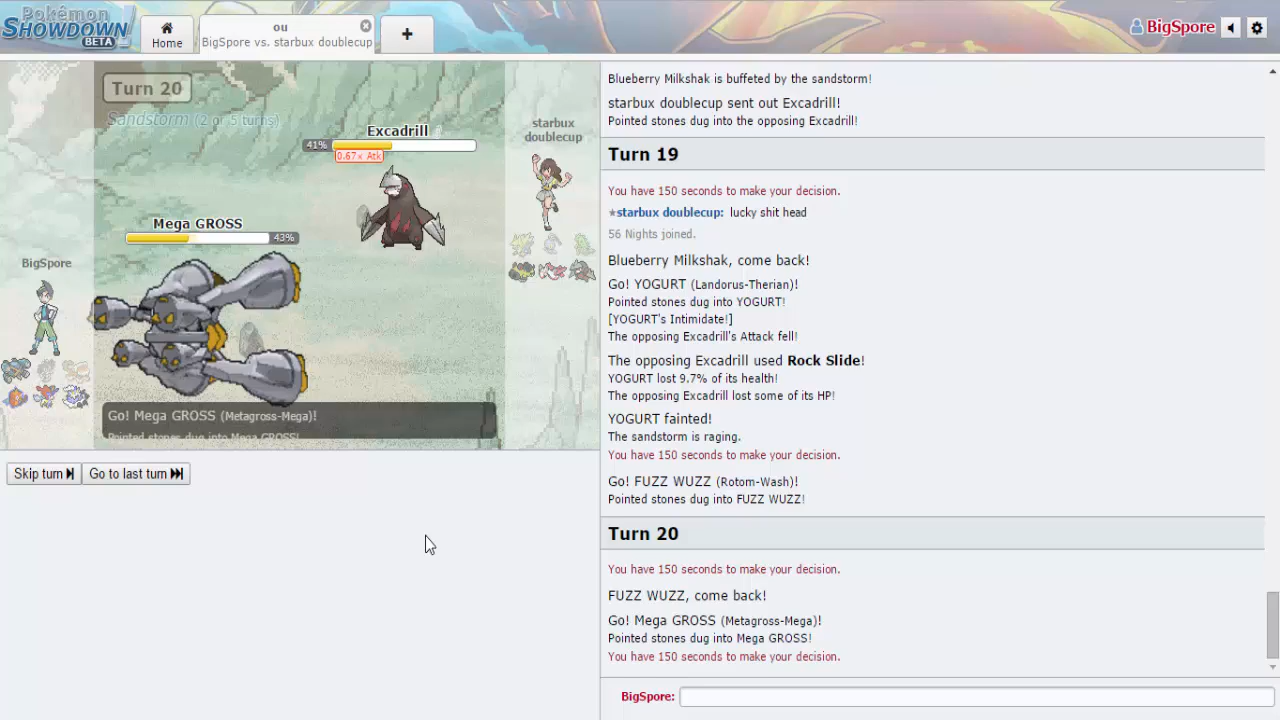 Pokémon
SHOWDOWN
BETA
Home
ou
BigSpore vs. starbux doublecup
+
BigSpore
Turn 20
Sandstorm (2 or 5 turns)
Excadrill
41%
0.67× Atk
Mega GROSS
43%
BigSpore
starbux
doublecup
Go! Mega GROSS (Metagross-Mega)!
Pointed stones dug into Mega GROSS!
Skip turn
Go to last turn
Blueberry Milkshak is buffeted by the sandstorm!
starbux doublecup sent out Excadrill!
Pointed stones dug into the opposing Excadrill!
Turn 19
You have 150 seconds to make your decision.
★starbux doublecup: lucky shit head
56 Nights joined.
Blueberry Milkshak, come back!
Go! YOGURT (Landorus-Therian)!
Pointed stones dug into YOGURT!
[YOGURT's Intimidate!]
The opposing Excadrill's Attack fell!
The opposing Excadrill used Rock Slide!
YOGURT lost 9.7% of its health!
The opposing Excadrill lost some of its HP!
YOGURT fainted!
The sandstorm is raging.
You have 150 seconds to make your decision.
Go! FUZZ WUZZ (Rotom-Wash)!
Pointed stones dug into FUZZ WUZZ!
Turn 20
You have 150 seconds to make your decision.
FUZZ WUZZ, come back!
Go! Mega GROSS (Metagross-Mega)!
Pointed stones dug into Mega GROSS!
You have 150 seconds to make your decision.
BigSpore: